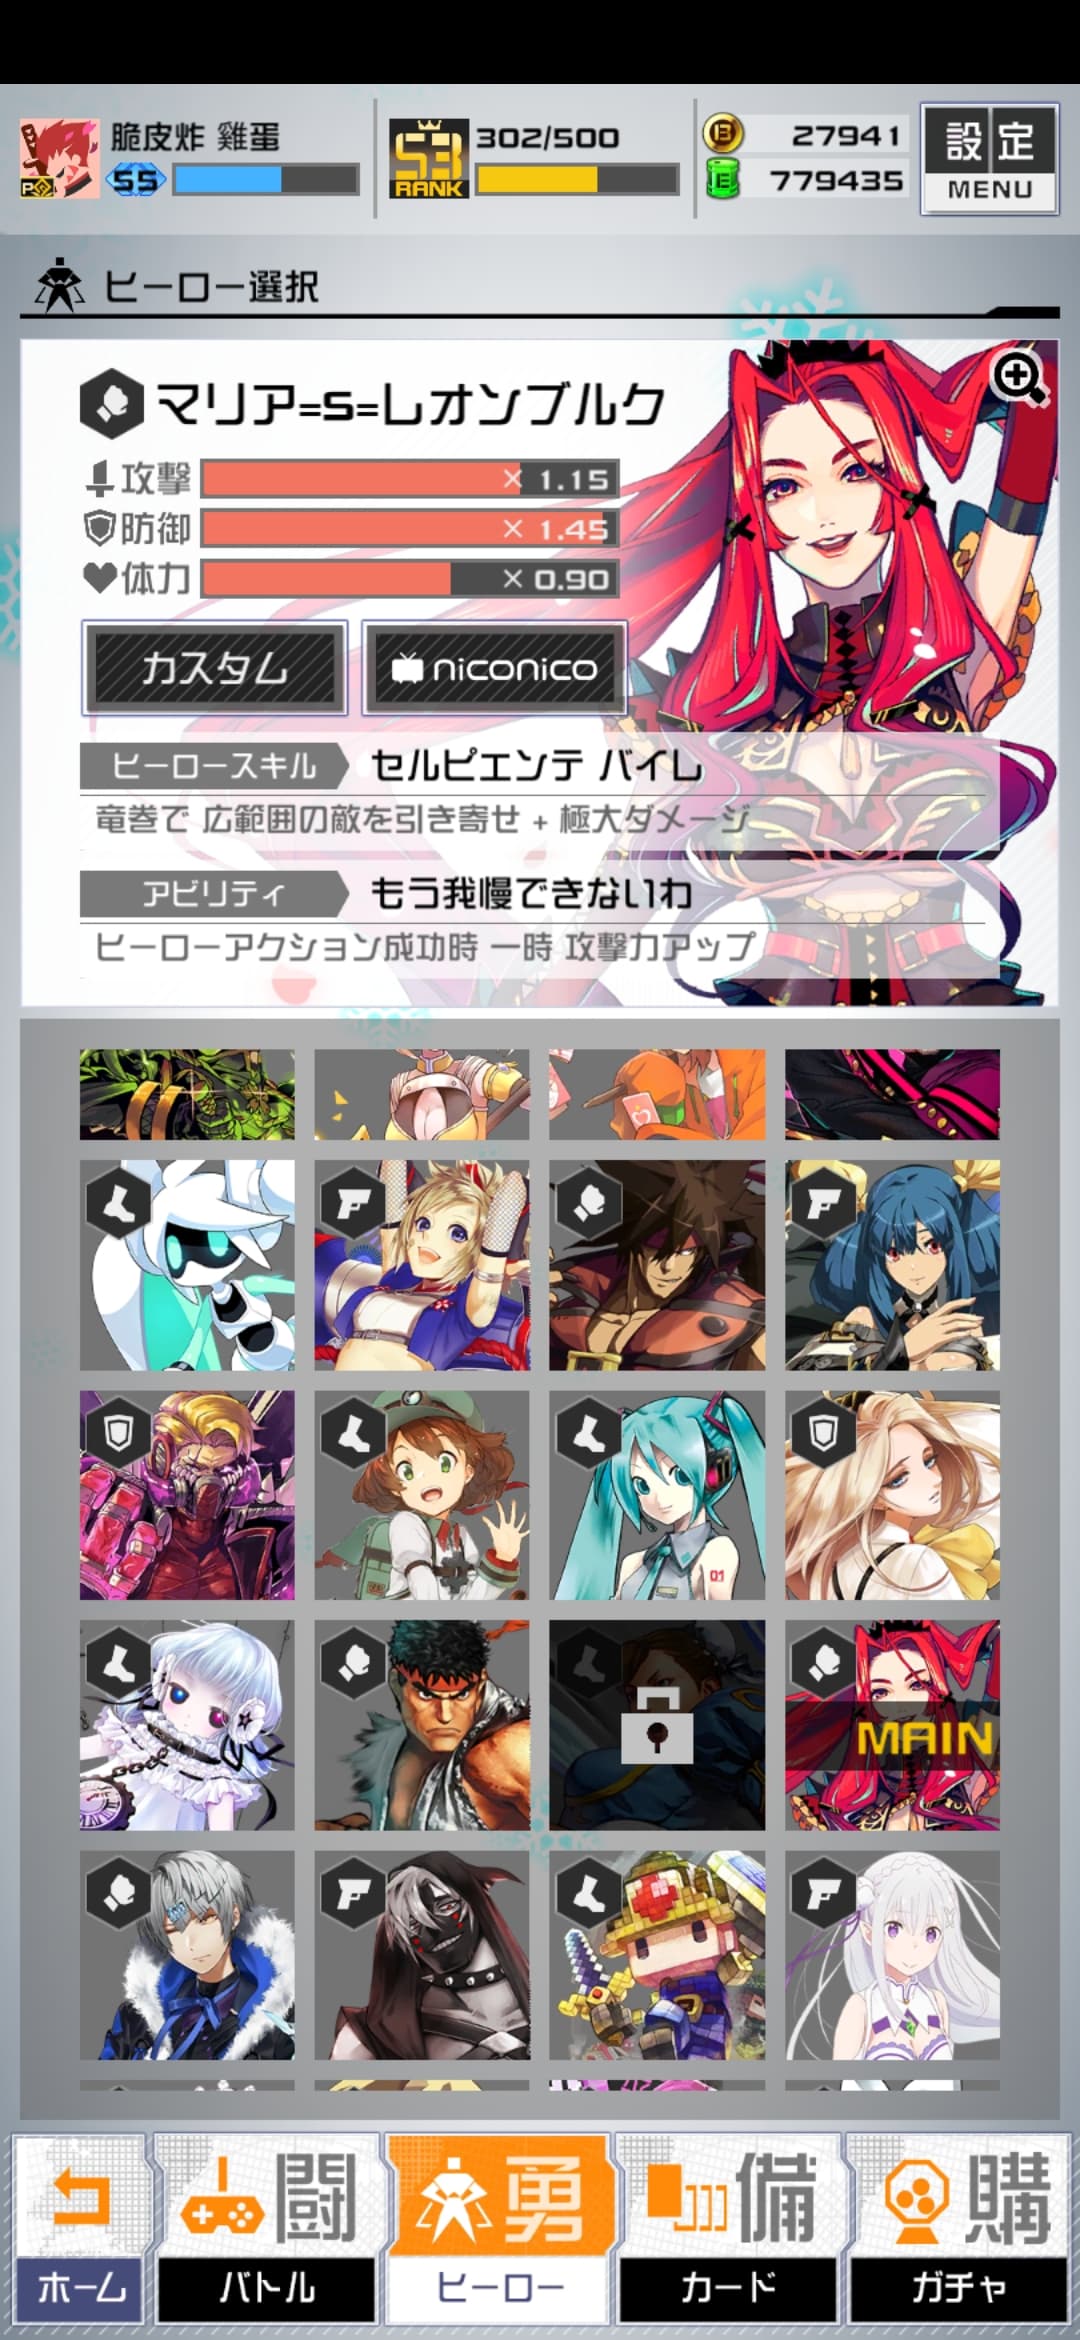 脆皮炸 雞蛋
55
S3
RANK
302/500
B 27941
E 779435
設定
MENU
ヒーロー選択
マリア=S=レオンブルク
攻撃 × 1.15
防御 × 1.45
体力 × 0.90
カスタム
niconico
ヒーロースキル
セルピエンテ バイレ
竜巻で 広範囲の敵を引き寄せ + 極大ダメージ
アビリティ
もう我慢できないわ
ヒーローアクション成功時 一時 攻撃力アップ
01
MAIN
闘
勇
備
購
ホーム
バトル
ヒーロー
カード
ガチャ